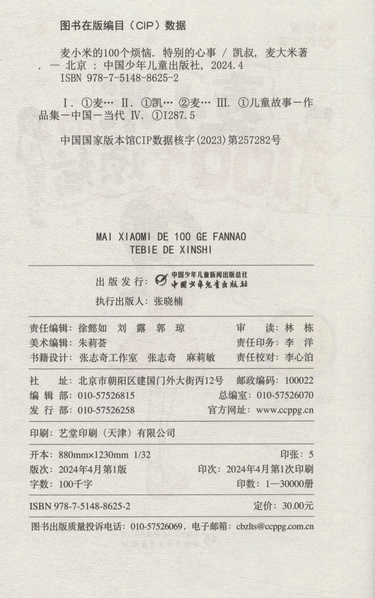 图书在版编目（CIP）数据
麦小米的100个烦恼. 特别的心事 / 凯叔, 麦大米著
. — 北京 : 中国少年儿童出版社, 2024.4
ISBN 978-7-5148-8625-2
Ⅰ. ①麦… Ⅱ. ①凯… ②麦… Ⅲ. ①儿童故事－作
品集－中国－当代 Ⅳ. ①I287.5
中国国家版本馆CIP数据核字(2023)第257282号
MAI XIAOMI DE 100 GE FANNAO
TEBIE DE XINSHI
出版发行： 中国少年儿童新闻出版总社
中国少年儿童出版社
执行出版人：张晓楠
责任编辑：徐懿如 刘 露 郭 琼 审 读：林 栋
美术编辑：朱莉荟 责任印务：李 洋
书籍设计：张志奇工作室 张志奇 麻莉敏 责任校对：李心泊
社 址：北京市朝阳区建国门外大街丙12号 邮政编码：100022
编 辑 部：010-57526815 总编室：010-57526070
发 行 部：010-57526258 官方网址：www.ccppg.cn
印刷：艺堂印刷（天津）有限公司
开本：880mm×1230mm 1/32 印张：5
版次：2024年4月第1版 印次：2024年4月第1次印刷
字数：100千字 印数：1—30000册
ISBN 978-7-5148-8625-2 定价：30.00元
图书出版质量投诉电话：010-57526069，电子邮箱：cbzlts@ccppg.com.cn